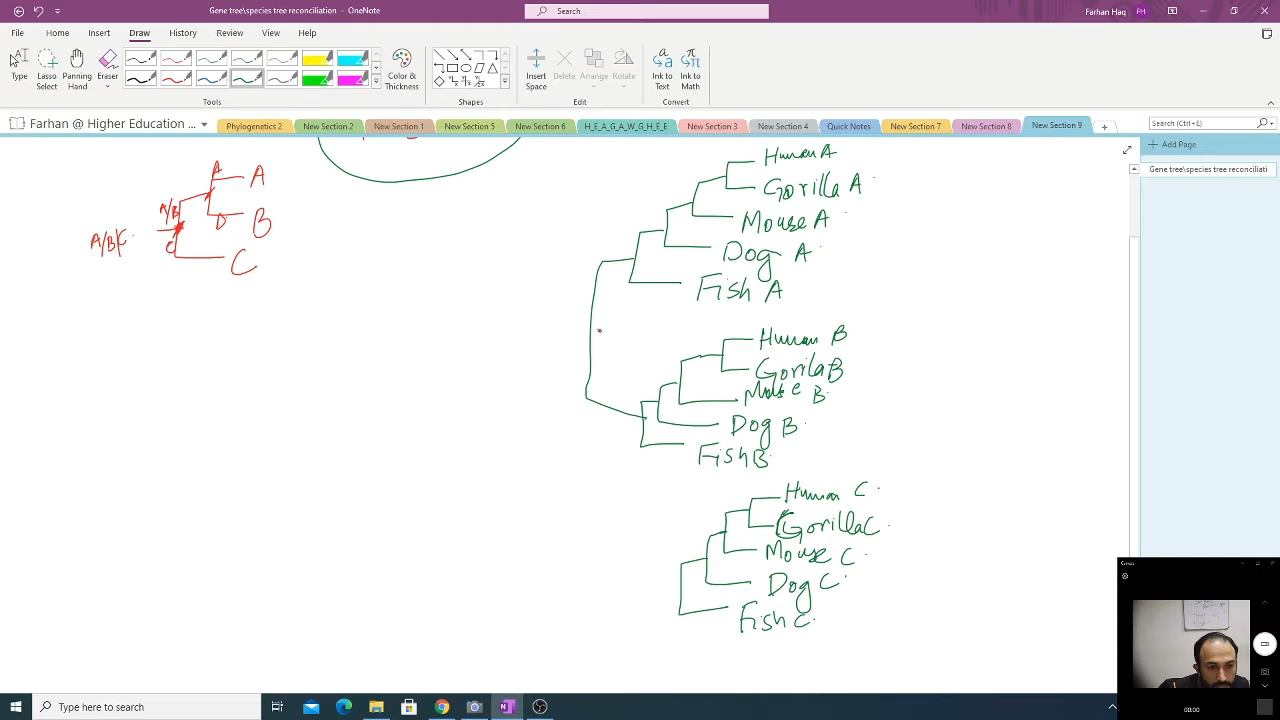 Gene tree\species tree reconciliation - OneNote
Search
Farhan Haq
FH
File Home Insert Draw History Review View Help
Type
Lasso Select
Panning Hand
Eraser
Color & Thickness
Insert Space
Delete
Arrange
Rotate
Ink to Text
Ink to Math
Tools
Shapes
Edit
Convert
Farhan @ Higher Education ...
Phylogenetics 2
New Section 2
New Section 1
New Section 5
New Section 6
H_E_A_G_A_W_G_H_E_E
New Section 3
New Section 4
Quick Notes
New Section 7
New Section 8
New Section 9
Search (Ctrl+E)
Add Page
Gene tree\species tree reconciliati
A
A
A/B
D
B
A/B/C
C
C
Human A
Gorilla A
Mouse A
Dog A
Fish A
Human B
Gorila B
Mouse B
Dog B
Fish B
Human C
Gorilla C
Mouse C
Dog C
Fish C
00:00
Type here to search